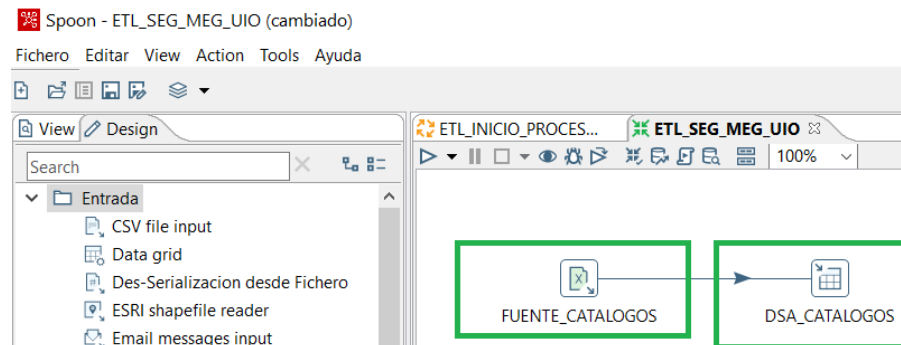 Spoon - ETL_SEG_MEG_UIO (cambiado)
Fichero Editar View Action Tools Ayuda
View Design
ETL_INICIO_PROCES... ETL_SEG_MEG_UIO
Search
100%
Entrada
CSV file input
Data grid
Des-Serializacion desde Fichero
ESRI shapefile reader
Email messages input
FUENTE_CATALOGOS DSA_CATALOGOS